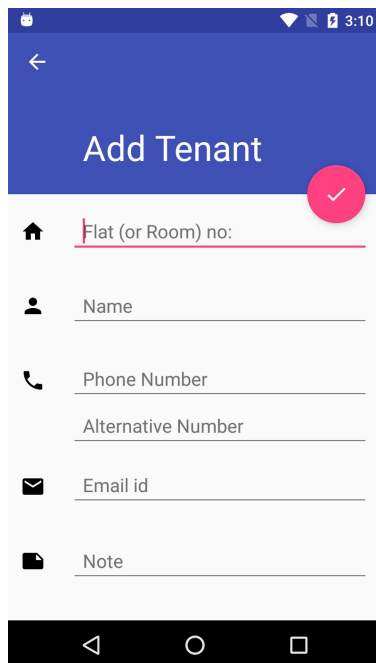 3:10
Add Tenant
Flat (or Room) no:
Name
Phone Number
Alternative Number
Email id
Note